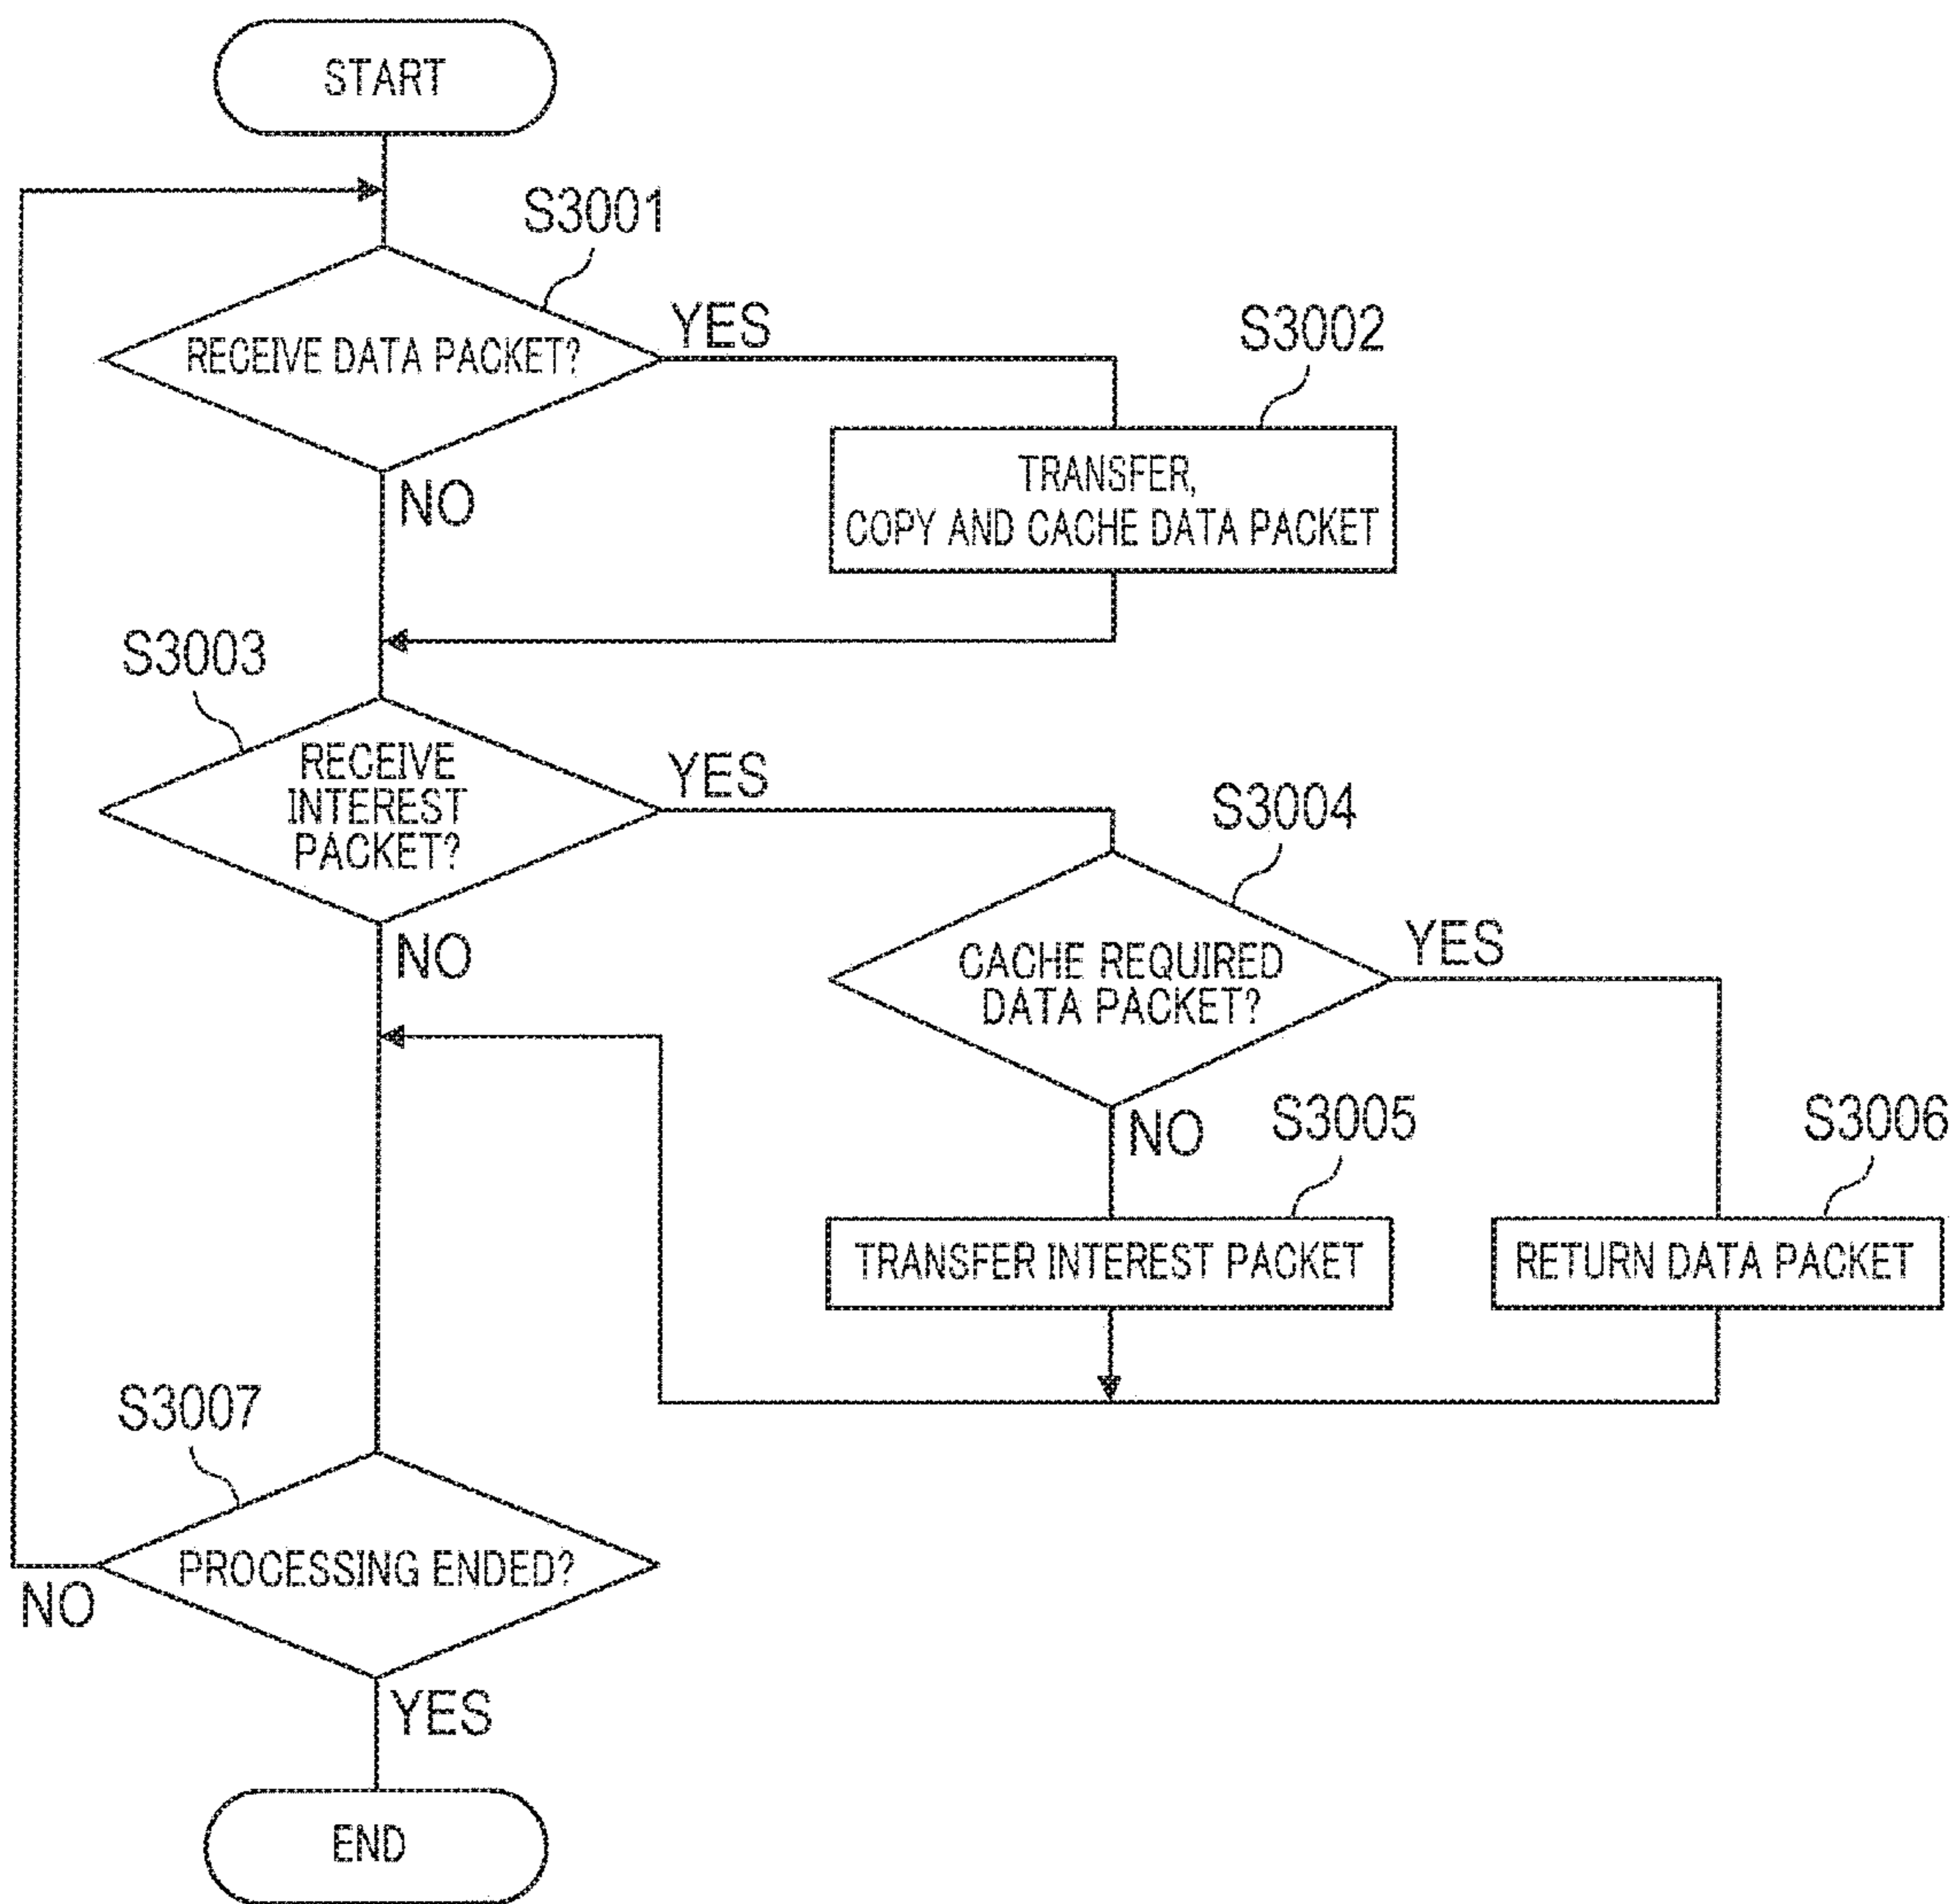 START
S3001
RECEIVE DATA PACKET?
YES
S3002
TRANSFER,
COPY AND CACHE DATA PACKET
NO
S3003
RECEIVE
INTEREST
PACKET?
YES
S3004
NO
CACHE REQUIRED
DATA PACKET?
YES
NO
S3005
S3006
TRANSFER INTEREST PACKET
RETURN DATA PACKET
S3007
PROCESSING ENDED?
NO
YES
END